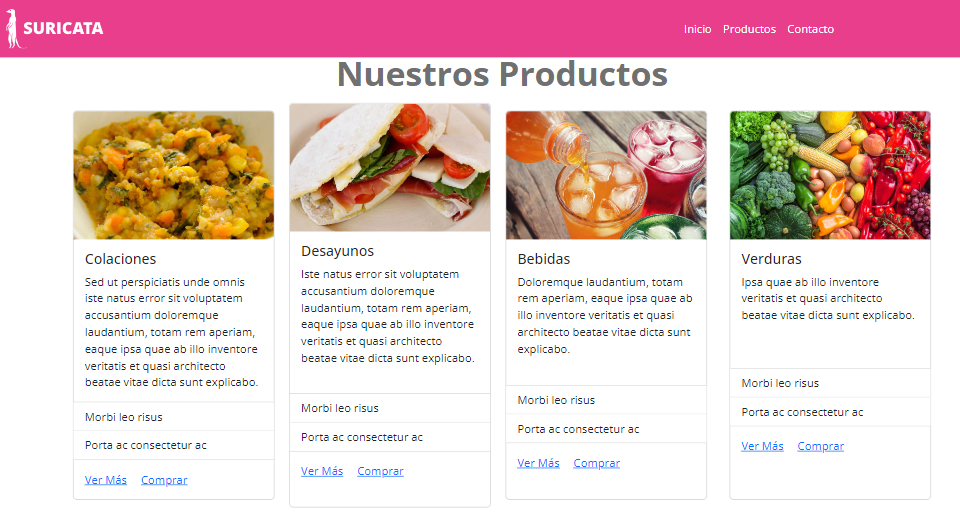 SURICATA
Inicio Productos Contacto
Nuestros Productos
Colaciones
Sed ut perspiciatis unde omnis
iste natus error sit voluptatem
accusantium doloremque
laudantium, totam rem aperiam,
eaque ipsa quae ab illo inventore
veritatis et quasi architecto
beatae vitae dicta sunt explicabo.
Morbi leo risus
Porta ac consectetur ac
Ver Más Comprar
Desayunos
Iste natus error sit voluptatem
accusantium doloremque
laudantium, totam rem aperiam,
eaque ipsa quae ab illo inventore
veritatis et quasi architecto
beatae vitae dicta sunt explicabo.
Morbi leo risus
Porta ac consectetur ac
Ver Más Comprar
Bebidas
Doloremque laudantium, totam
rem aperiam, eaque ipsa quae ab
illo inventore veritatis et quasi
architecto beatae vitae dicta sunt
explicabo.
Morbi leo risus
Porta ac consectetur ac
Ver Más Comprar
Verduras
Ipsa quae ab illo inventore
veritatis et quasi architecto
beatae vitae dicta sunt explicabo.
Morbi leo risus
Porta ac consectetur ac
Ver Más Comprar